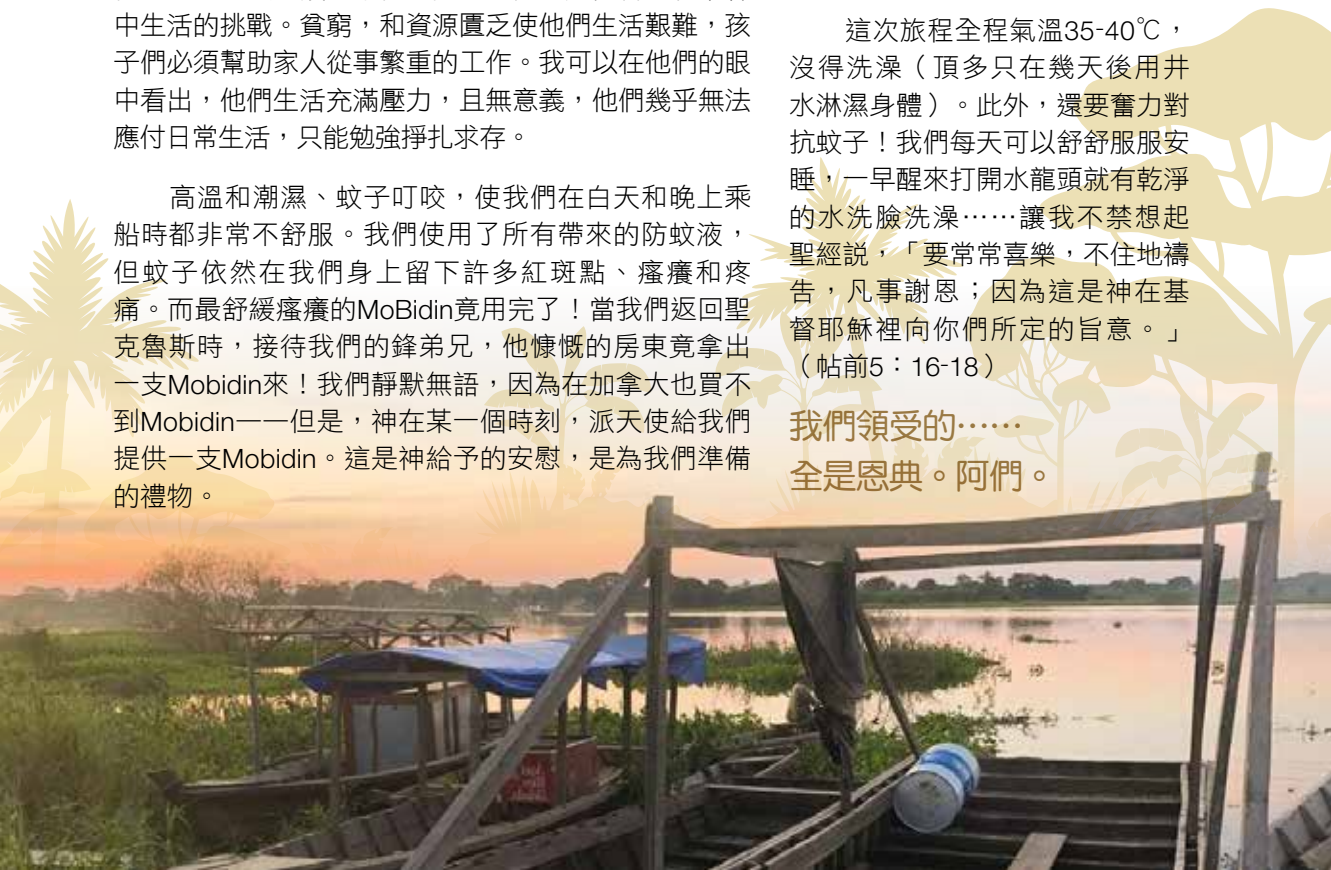 中生活的挑戰。貧窮，和資源匱乏使他們生活艱難，孩
子們必須幫助家人從事繁重的工作。我可以在他們的眼
中看出，他們生活充滿壓力，且無意義，他們幾乎無法
應付日常生活，只能勉強掙扎求存。
高溫和潮濕、蚊子叮咬，使我們在白天和晚上乘
船時都非常不舒服。我們使用了所有帶來的防蚊液，
但蚊子依然在我們身上留下許多紅斑點、瘙癢和疼
痛。而最舒緩瘙癢的MoBidin竟用完了！當我們返回聖
克魯斯時，接待我們的鋒弟兄，他慷慨的房東竟拿出
一支Mobidin來！我們靜默無語，因為在加拿大也買不
到Mobidin——但是，神在某一個時刻，派天使給我們
提供一支Mobidin。這是神給予的安慰，是為我們準備
的禮物。
這次旅程全程氣溫35-40℃，
沒得洗澡（頂多只在幾天後用井
水淋濕身體）。此外，還要奮力對
抗蚊子！我們每天可以舒舒服服安
睡，一早醒來打開水龍頭就有乾淨
的水洗臉洗澡……讓我不禁想起
聖經說，「要常常喜樂，不住地禱
告，凡事謝恩；因為這是神在基
督耶穌裡向你們所定的旨意。」
（帖前5：16-18）
我們領受的……
全是恩典。阿們。